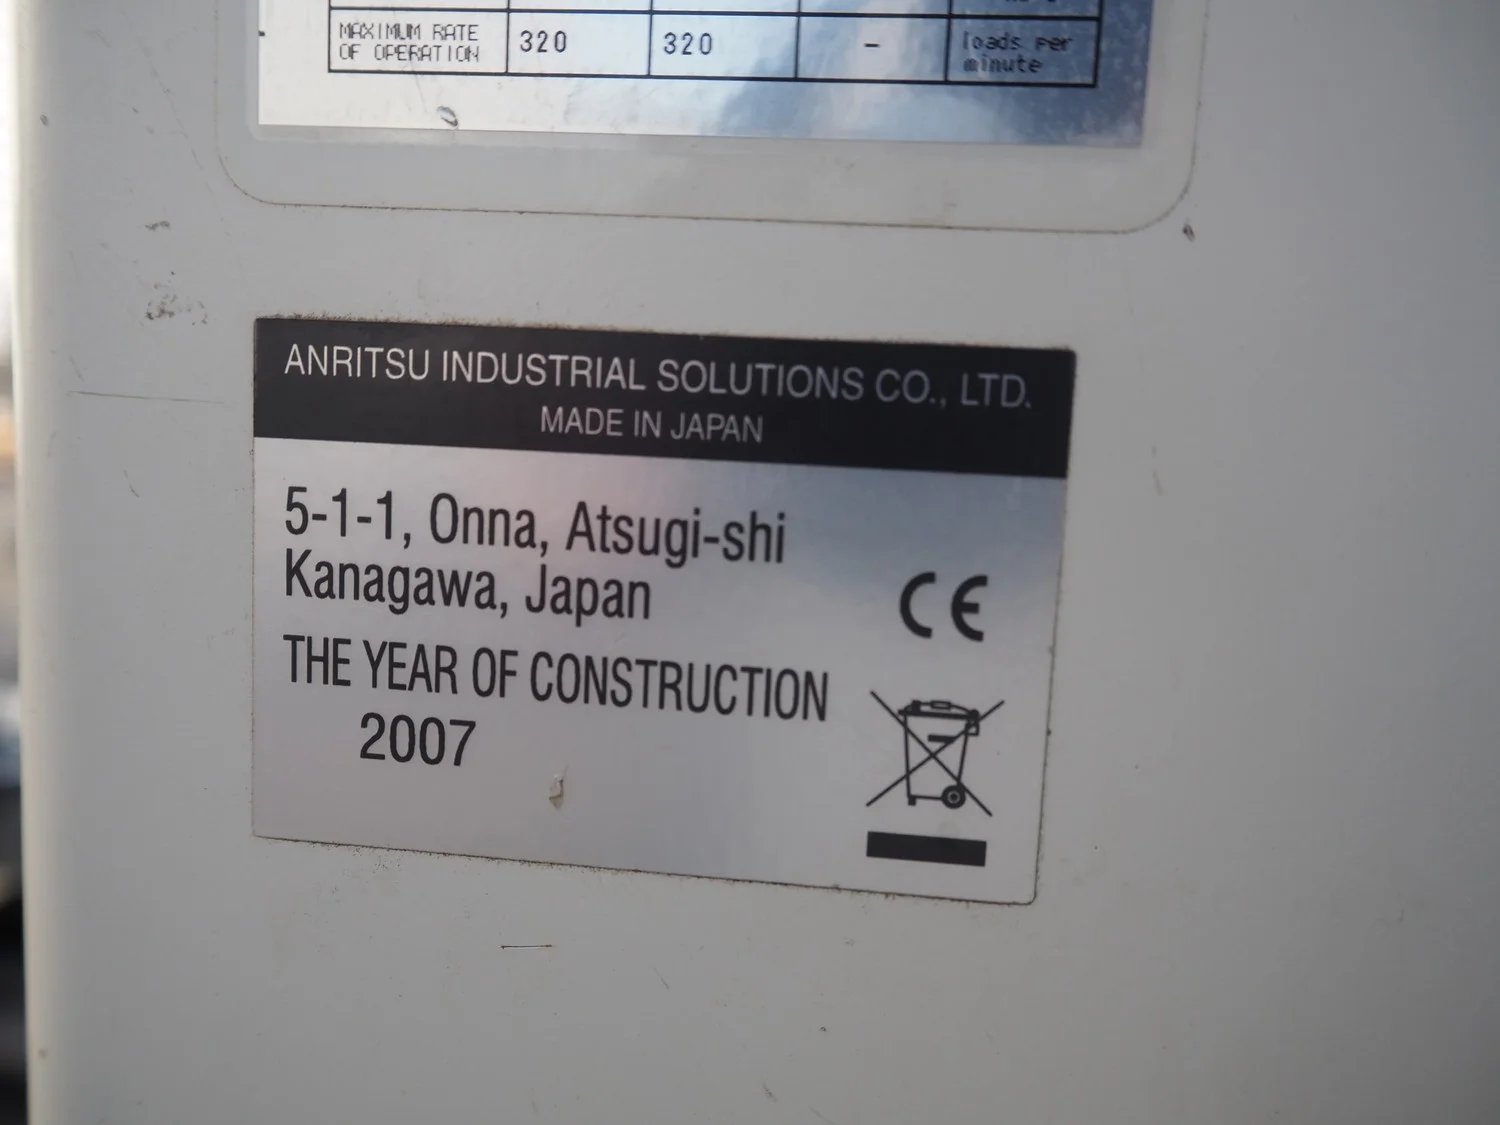 MAXIMUM RATE OF OPERATION 320 320 - loads per minute
ANRITSU INDUSTRIAL SOLUTIONS CO., LTD.
MADE IN JAPAN
5-1-1, Onna, Atsugi-shi
Kanagawa, Japan
CE
THE YEAR OF CONSTRUCTION
2007